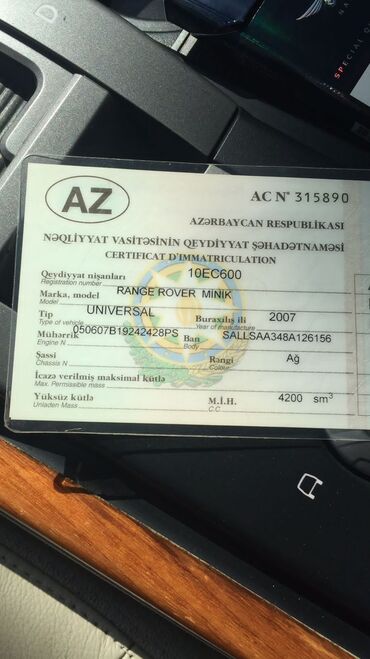 AZ
AC N° 315890
AZƏRBAYCAN RESPUBLİKASI
NƏQLİYYAT VASİTƏSİNİN QEYDİYYAT ŞƏHADƏTNAMƏSİ
CERTIFICAT D'IMMATRICULATION
Qeydiyyat nişanları 10EC600
Registration number
Marka, model RANGE ROVER MINIK
Model
Tip UNIVERSAL Buraxılış ili 2007
Type of vehicle Year of manufacture
Mühərrik 050607B19242428PS Ban SALLSAA348A126156
Engine N Body
Şassi Rəngi Ağ
Chassis N Colour
İcazə verilmiş maksimal kütlə
Max. Permissible mass
Yüksüz kütlə M.İ.H. 4200 sm³
Unladen Mass C.C